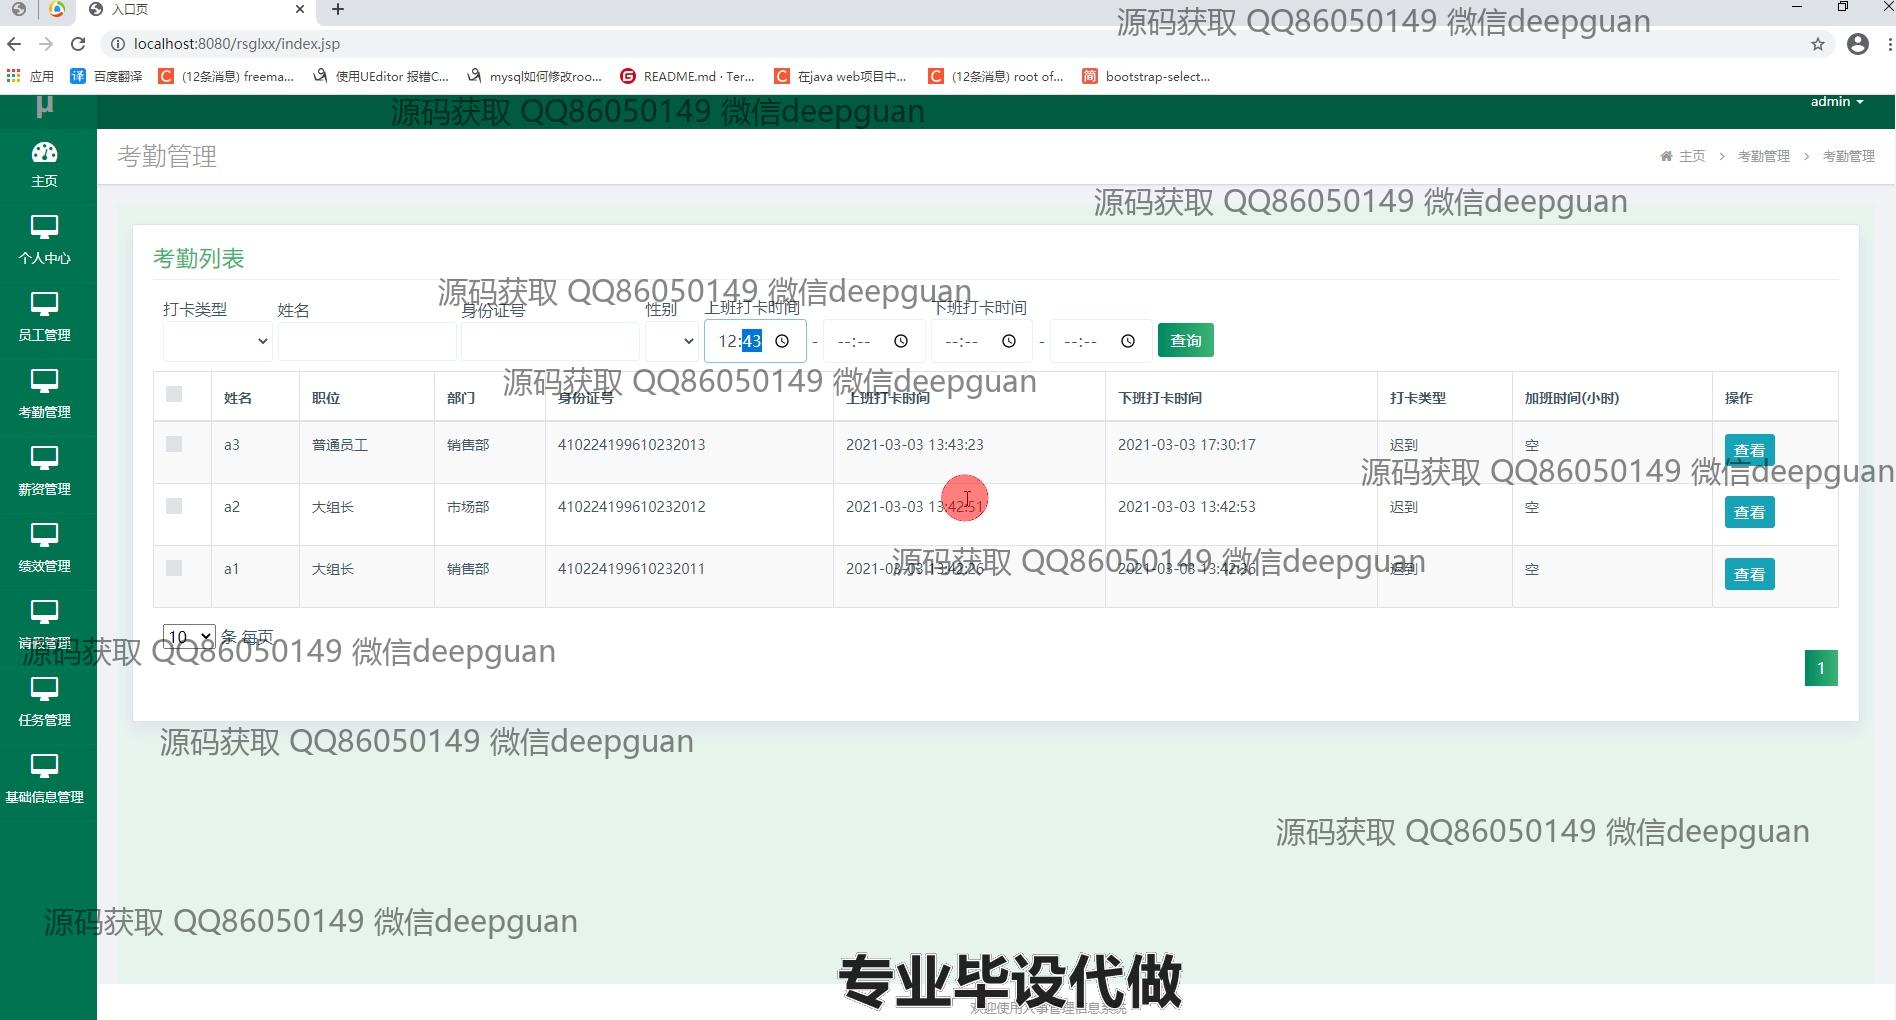 入口页
源码获取 QQ86050149 微信deepguan
localhost:8080/rsglxx/index.jsp
应用 百度翻译 (12条消息) freema... 使用UEditor 报错C... mysql如何修改roo... README.md · Ter... 在java web项目中... (12条消息) root of... bootstrap-select...
μ 源码获取 QQ86050149 微信deepguan admin
考勤管理 主页 > 考勤管理 > 考勤管理
主页
源码获取 QQ86050149 微信deepguan
个人中心
员工管理
考勤管理
薪资管理
绩效管理
请假管理
任务管理
基础信息管理
考勤列表
源码获取 QQ86050149 微信deepguan
打卡类型 姓名 身份证号 性别 上班打卡时间 下班打卡时间
12:43 - --:-- --:-- - --:-- 查询
源码获取 QQ86050149 微信deepguan
姓名 职位 部门 身份证号 上班打卡时间 下班打卡时间 打卡类型 加班时间(小时) 操作
a3 普通员工 销售部 410224199610232013 2021-03-03 13:43:23 2021-03-03 17:30:17 迟到 空 查看
源码获取 QQ86050149 微信deepguan
a2 大组长 市场部 410224199610232012 2021-03-03 13:42:51 2021-03-03 13:42:53 迟到 空 查看
源码获取 QQ86050149 微信deepguan
a1 大组长 销售部 410224199610232011 2021-03-03 13:42:26 2021-03-03 13:42:36 迟到 空 查看
10 条 每页
源码获取 QQ86050149 微信deepguan
1
源码获取 QQ86050149 微信deepguan
源码获取 QQ86050149 微信deepguan
源码获取 QQ86050149 微信deepguan
专业毕设代做
欢迎使用人事管理信息系统